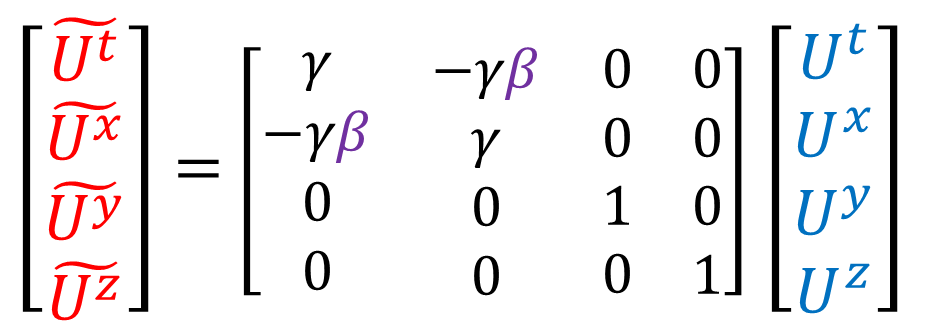 [Ũ^t] = [γ −γβ 0 0] [U^t]
[Ũ^x] [−γβ γ 0 0] [U^x]
[Ũ^y] [0 0 1 0] [U^y]
[Ũ^z] [0 0 0 1] [U^z]